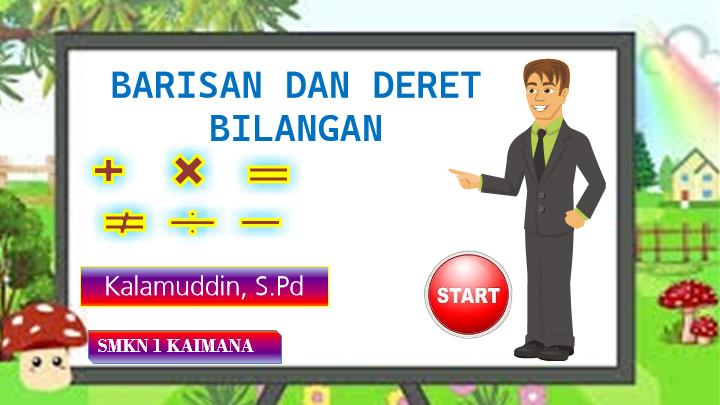 BARISAN DAN DERET
BILANGAN
+ × =
≠ ÷ −
Kalamuddin, S.Pd
START
SMKN 1 KAIMANA